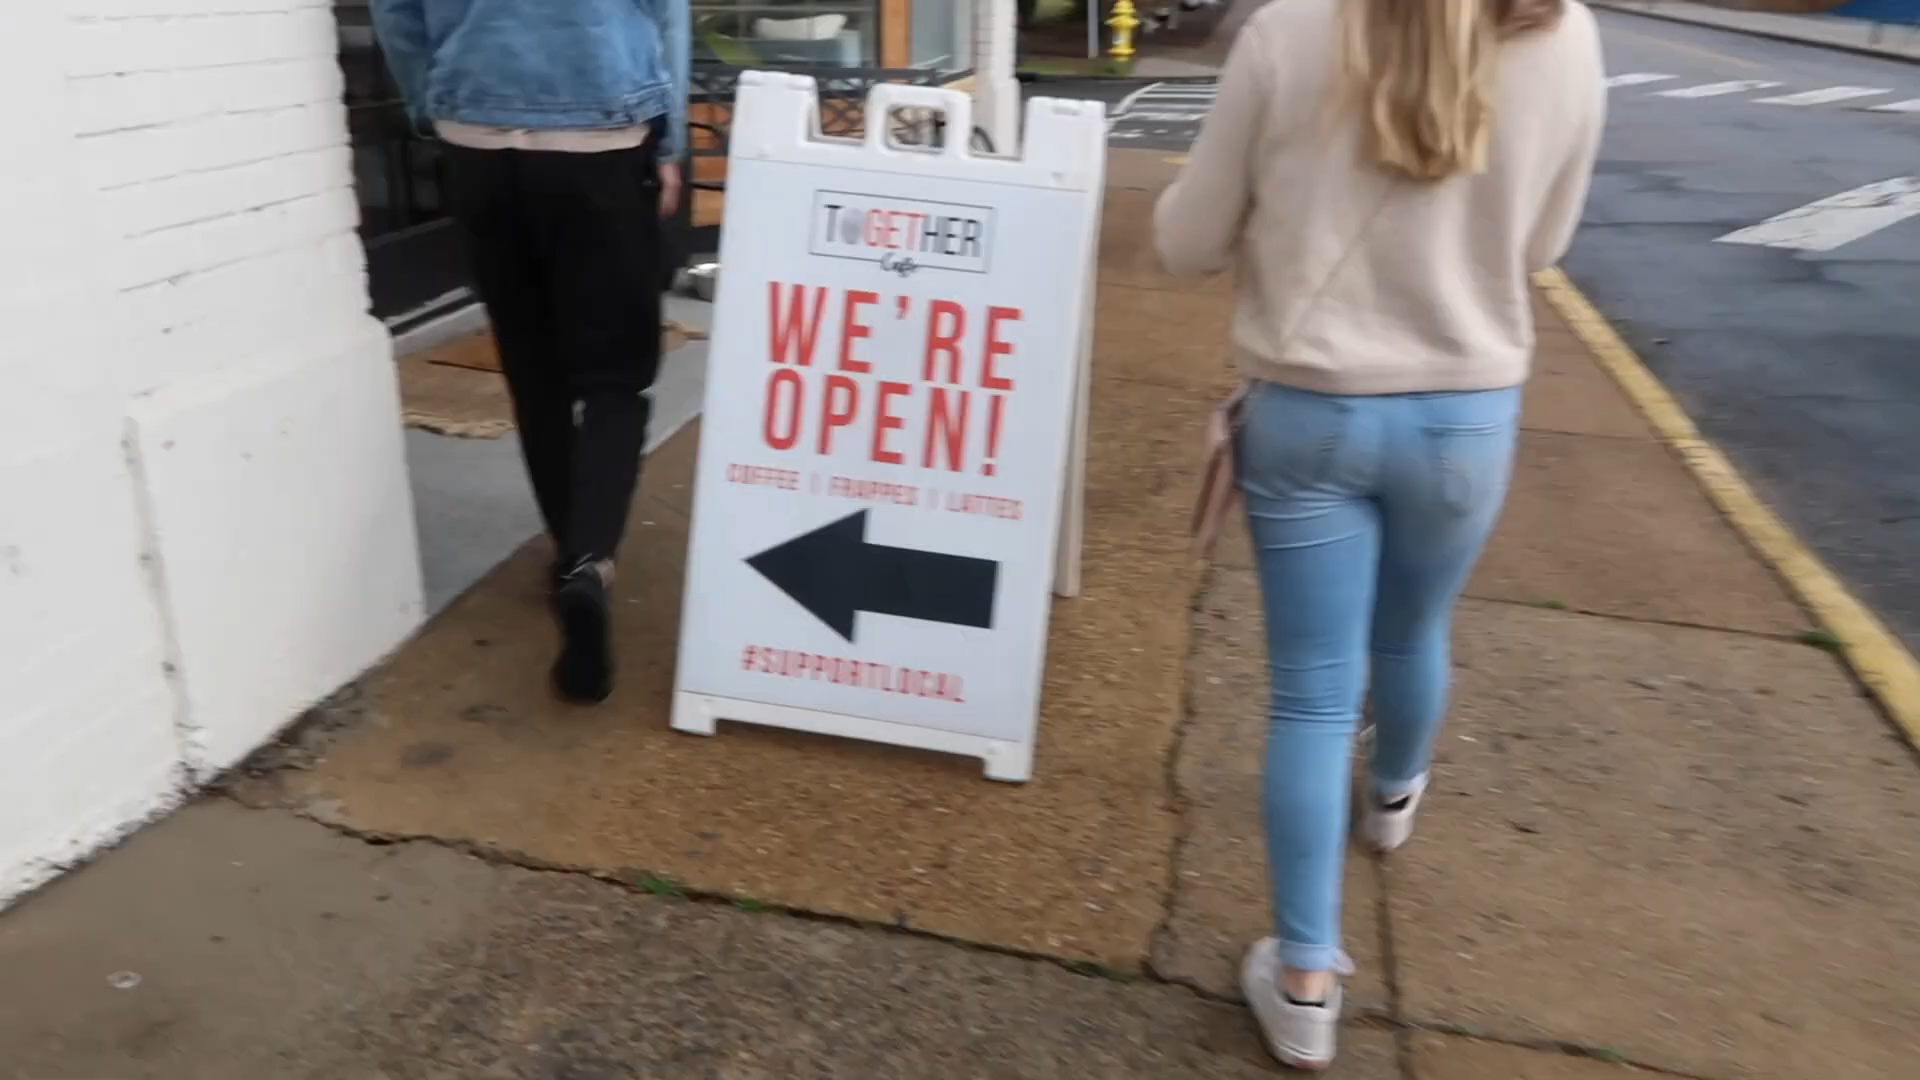 TOGETHER
Cafe
WE'RE
OPEN!
COFFEE | FRAPPES | LATTES
#SUPPORTLOCAL